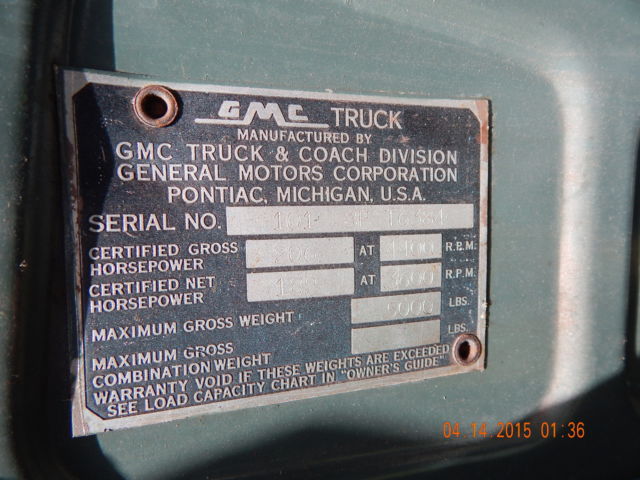 GMC TRUCK
MANUFACTURED BY
GMC TRUCK & COACH DIVISION
GENERAL MOTORS CORPORATION
PONTIAC, MICHIGAN, U.S.A.
SERIAL NO.
CERTIFIED GROSS HORSEPOWER AT R.P.M.
CERTIFIED NET HORSEPOWER AT R.P.M.
MAXIMUM GROSS WEIGHT 5000 LBS.
MAXIMUM GROSS COMBINATION WEIGHT LBS.
WARRANTY VOID IF THESE WEIGHTS ARE EXCEEDED
SEE LOAD CAPACITY CHART IN "OWNER'S GUIDE"
04.14.2015 01:36